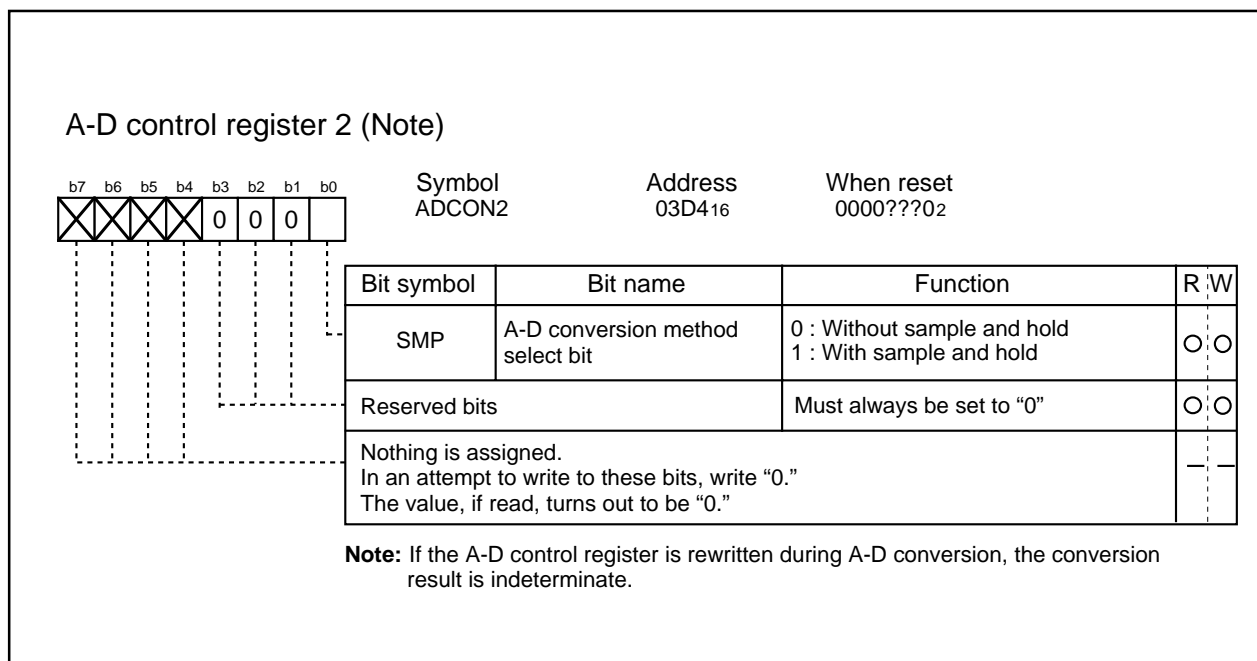 A-D control register 2 (Note)
b7 b6 b5 b4 b3 b2 b1 b0
0 0 0
Symbol Address When reset
ADCON2 03D416 0000???02
Bit symbol Bit name Function R W
SMP A-D conversion method select bit 0 : Without sample and hold
1 : With sample and hold
Reserved bits Must always be set to “0”
Nothing is assigned.
In an attempt to write to these bits, write “0.”
The value, if read, turns out to be “0.”
Note: If the A-D control register is rewritten during A-D conversion, the conversion
result is indeterminate.